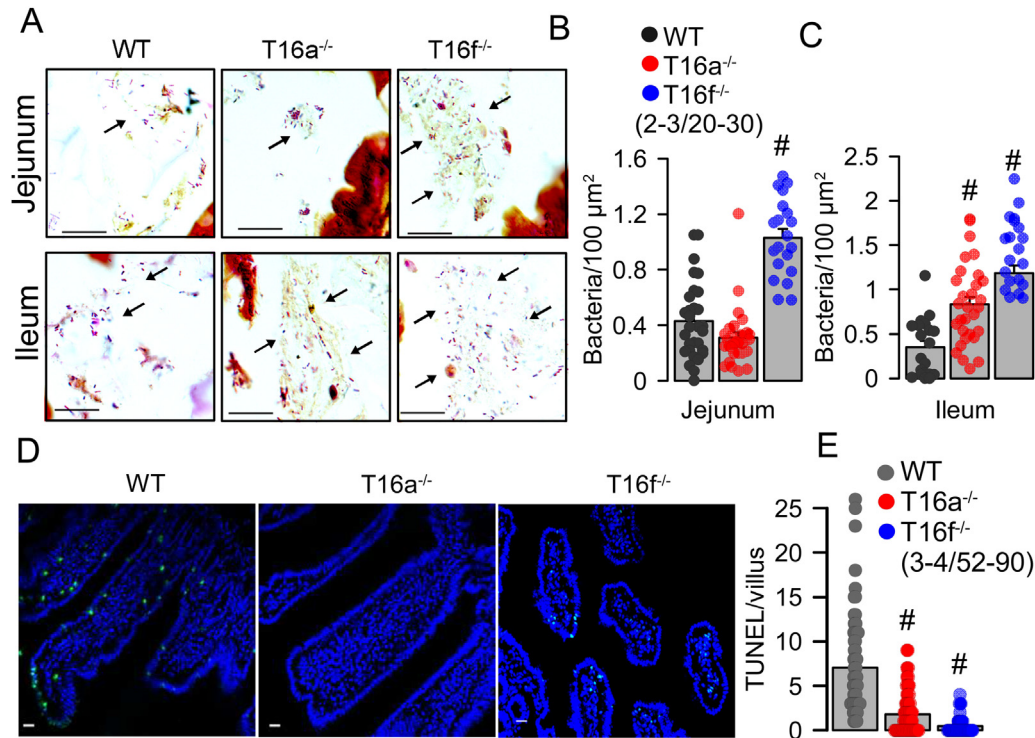 A
WT
T16a-/-
T16f-/-
Jejunum
Ileum
B
WT
T16a-/-
T16f-/-
(2-3/20-30)
#
Bacteria/100 µm²
1.6
1.2
0.8
0.4
0
Jejunum
C
#
#
Bacteria/100 µm²
2.5
2
1.5
1
0.5
0
Ileum
D
WT
T16a-/-
T16f-/-
E
WT
T16a-/-
T16f-/-
(3-4/52-90)
#
#
TUNEL/villus
25
20
15
10
5
0